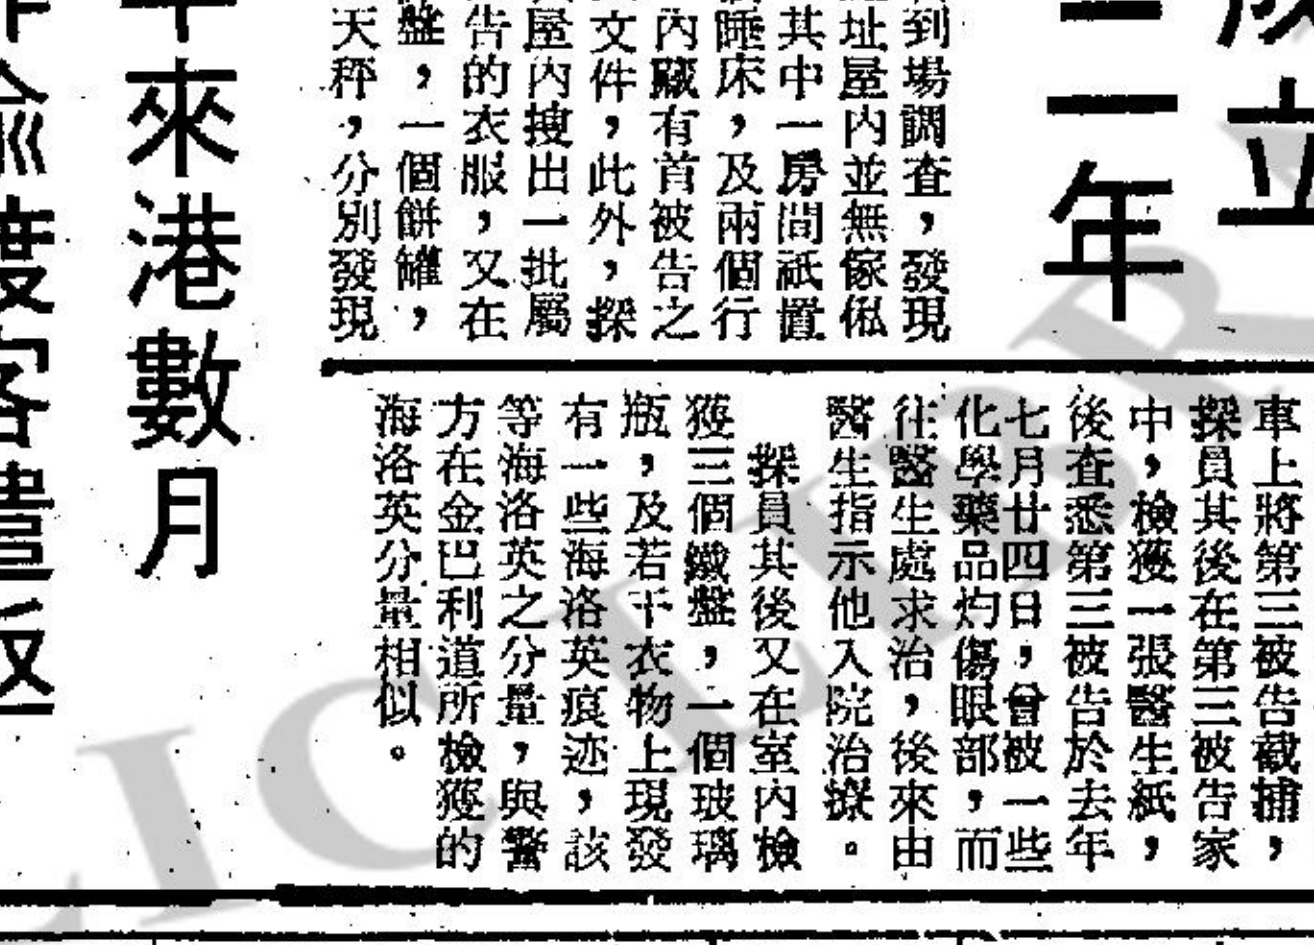 成立
三年
到場調查，發現
址屋內並無傢俬
其中一房間祇置
睡床，及兩個行
內藏有首被告之
文件，此外，探
屋內搜出一批屬
告的衣服，又在
盤，一個餅罐，
天秤，分別發現
車上將第三被告截捕，
探員其後在第三被告家
中，檢獲一張醫生紙，
後查悉第三被告於去年
七月廿四日，曾被一些
化學藥品灼傷眼部，而
往醫生處求治，後來由
醫生指示他入院治療。
探員其後又在室內檢
獲三個鐵盤，一個玻璃
瓶，及若干衣物上現發
有一些海洛英痕迹，該
等海洛英之分量，與警
方在金巴利道所檢獲的
海洛英分量相似。
來港數月
渡客遣返
LIC LIBR